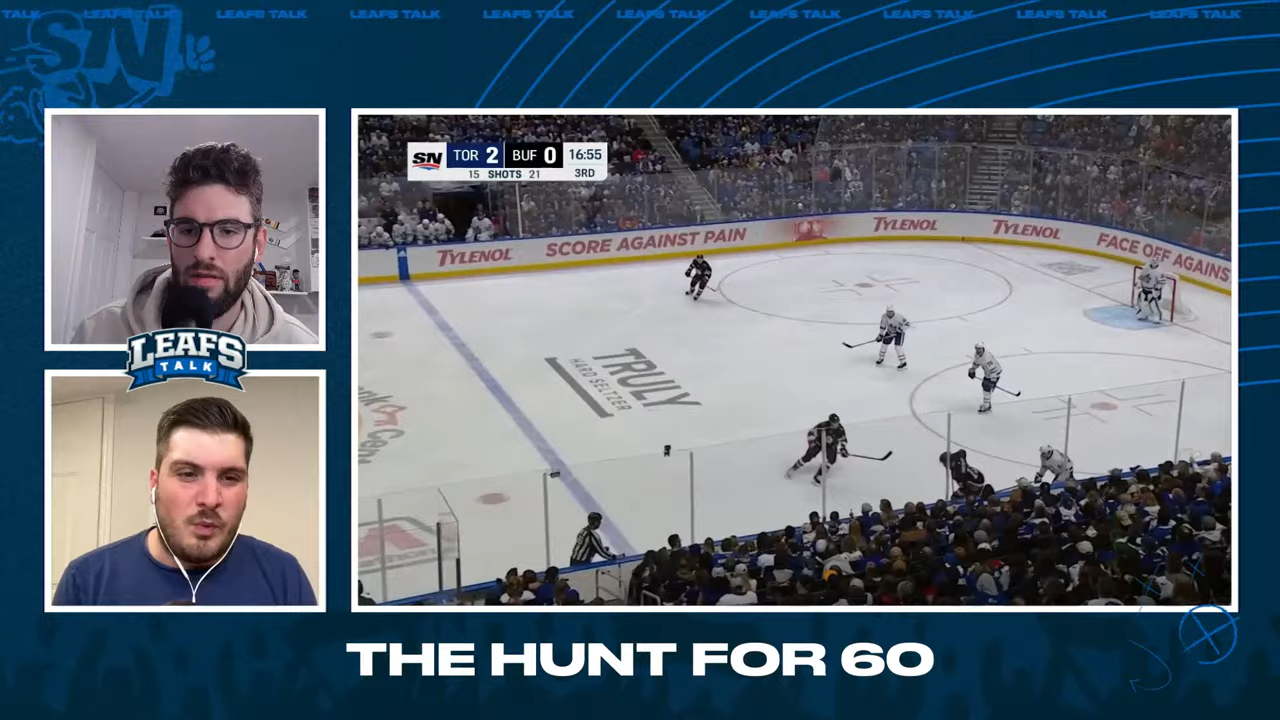 LEAFS TALK LEAFS TALK LEAFS TALK LEAFS TALK LEAFS TALK LEAFS TALK LEAFS TALK LEAFS TALK
TALK
SN
SN TOR 2 BUF 0 16:55
15 SHOTS 21 3RD
TYLENOL SCORE AGAINST PAIN TYLENOL TYLENOL FACE OFF AGAINS
TRULY
HARD SELTZER
LEAFS
TALK
THE HUNT FOR 60